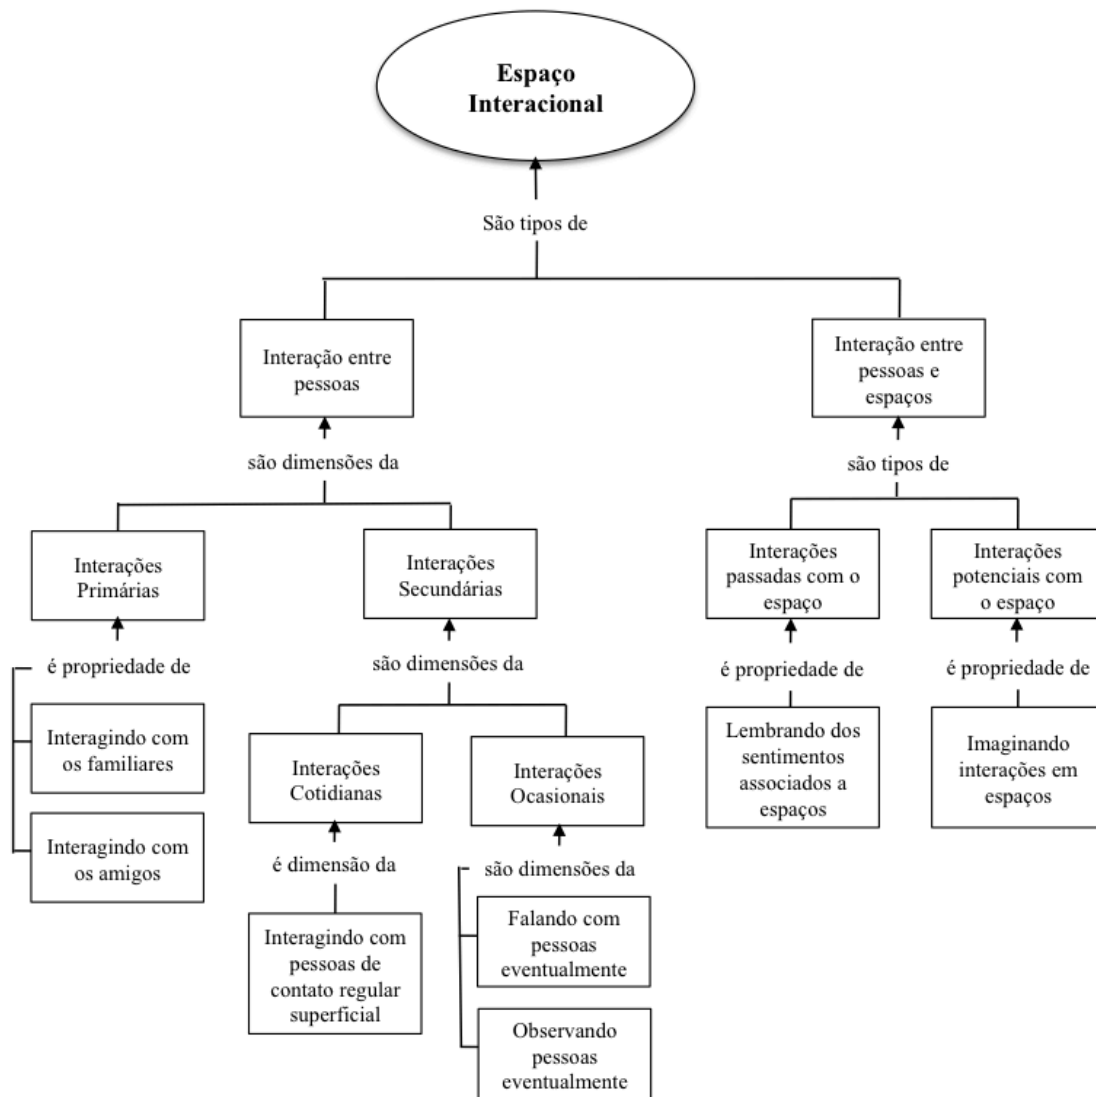 Espaço
Interacional
São tipos de
Interação entre
pessoas
Interação entre
pessoas e
espaços
são dimensões da
são tipos de
Interações
Primárias
Interações
Secundárias
Interações
passadas com o
espaço
Interações
potenciais com
o espaço
é propriedade de
são dimensões da
é propriedade de
é propriedade de
Interagindo com
os familiares
Interagindo com
os amigos
Interações
Cotidianas
Interações
Ocasionais
Lembrando dos
sentimentos
associados a
espaços
Imaginando
interações em
espaços
é dimensão da
são dimensões da
Interagindo com
pessoas de
contato regular
superficial
Falando com
pessoas
eventualmente
Observando
pessoas
eventualmente